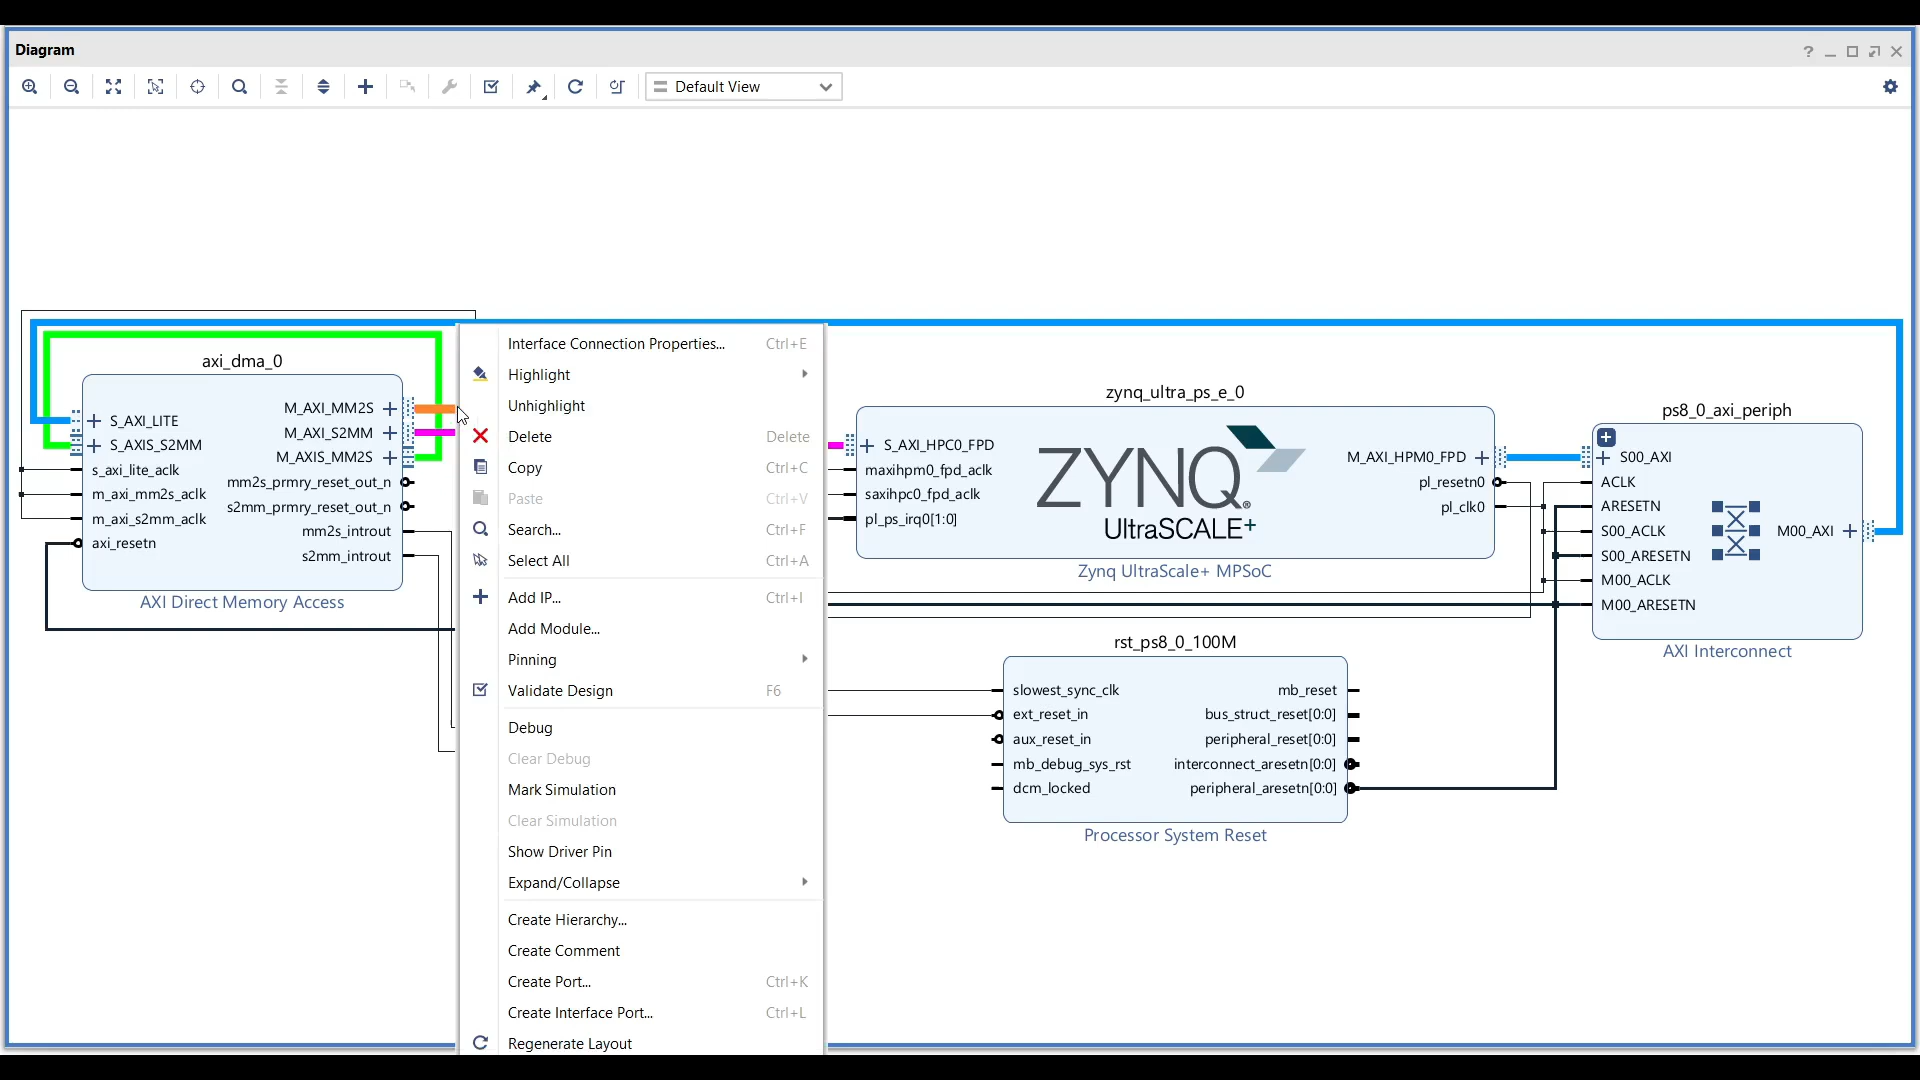 Diagram
?
Default View
axi_dma_0
S_AXI_LITE
S_AXIS_S2MM
s_axi_lite_aclk
m_axi_mm2s_aclk
m_axi_s2mm_aclk
axi_resetn
M_AXI_MM2S
M_AXI_S2MM
M_AXIS_MM2S
mm2s_prmry_reset_out_n
s2mm_prmry_reset_out_n
mm2s_introut
s2mm_introut
AXI Direct Memory Access
Interface Connection Properties... Ctrl+E
Highlight
Unhighlight
Delete Delete
Copy Ctrl+C
Paste Ctrl+V
Search... Ctrl+F
Select All Ctrl+A
Add IP... Ctrl+I
Add Module...
Pinning
Validate Design F6
Debug
Clear Debug
Mark Simulation
Clear Simulation
Show Driver Pin
Expand/Collapse
Create Hierarchy...
Create Comment
Create Port... Ctrl+K
Create Interface Port... Ctrl+L
Regenerate Layout
zynq_ultra_ps_e_0
S_AXI_HPC0_FPD
maxihpm0_fpd_aclk
saxihpc0_fpd_aclk
pl_ps_irq0[1:0]
ZYNQ®
UltraSCALE+
M_AXI_HPM0_FPD
pl_resetn0
pl_clk0
Zynq UltraScale+ MPSoC
rst_ps8_0_100M
slowest_sync_clk
ext_reset_in
aux_reset_in
mb_debug_sys_rst
dcm_locked
mb_reset
bus_struct_reset[0:0]
peripheral_reset[0:0]
interconnect_aresetn[0:0]
peripheral_aresetn[0:0]
Processor System Reset
ps8_0_axi_periph
S00_AXI
ACLK
ARESETN
S00_ACLK
S00_ARESETN
M00_ACLK
M00_ARESETN
M00_AXI
AXI Interconnect